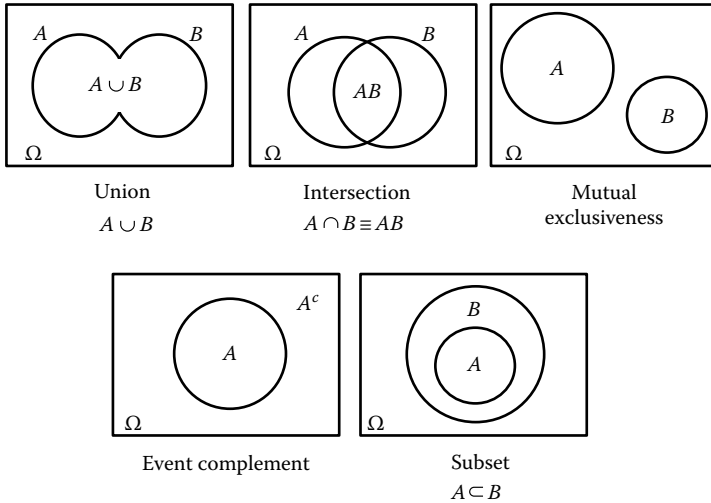 A B
A ∪ B
Ω
Union
A ∪ B
A B
AB
Ω
Intersection
A ∩ B ≡ AB
A
B
Ω
Mutual
exclusiveness
A^c
A
Ω
Event complement
B
A
Ω
Subset
A ⊂ B